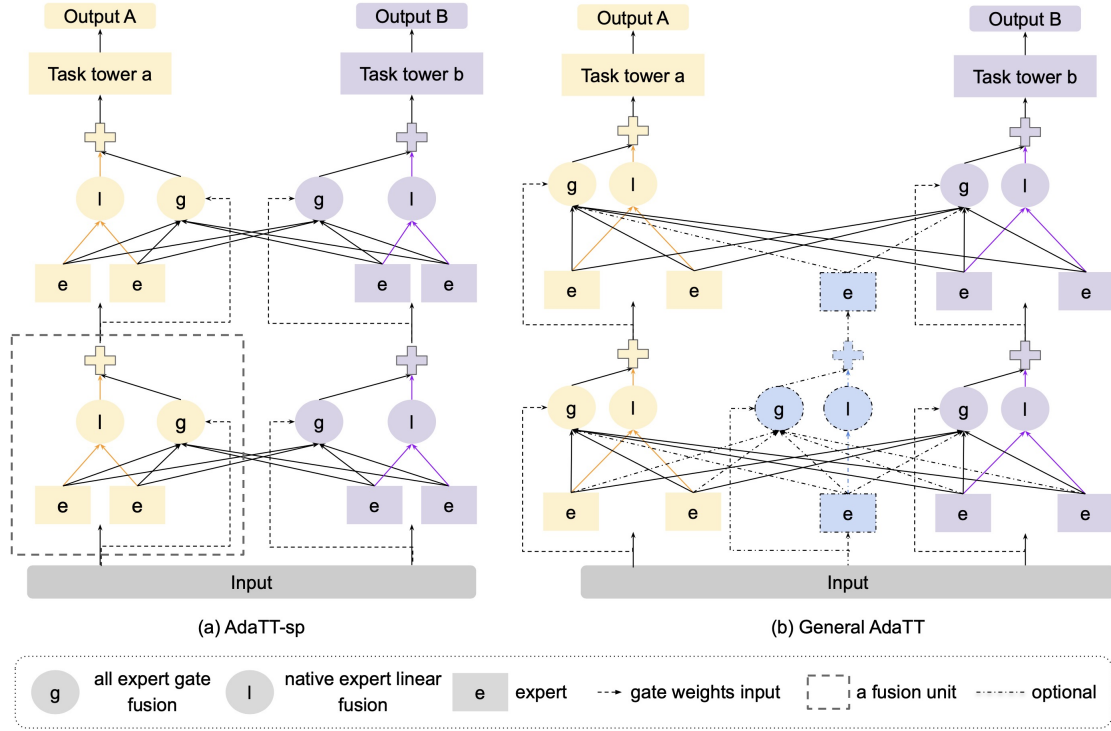 Output A
Output B
Output A
Output B
Task tower a
Task tower b
Task tower a
Task tower b
l
g
g
l
g
l
g
l
e
e
e
e
e
e
e
e
e
l
g
g
l
g
l
g
l
g
l
e
e
e
e
e
e
e
e
e
Input
Input
(a) AdaTT-sp
(b) General AdaTT
g
all expert gate
fusion
l
native expert linear
fusion
e
expert
gate weights input
a fusion unit
optional